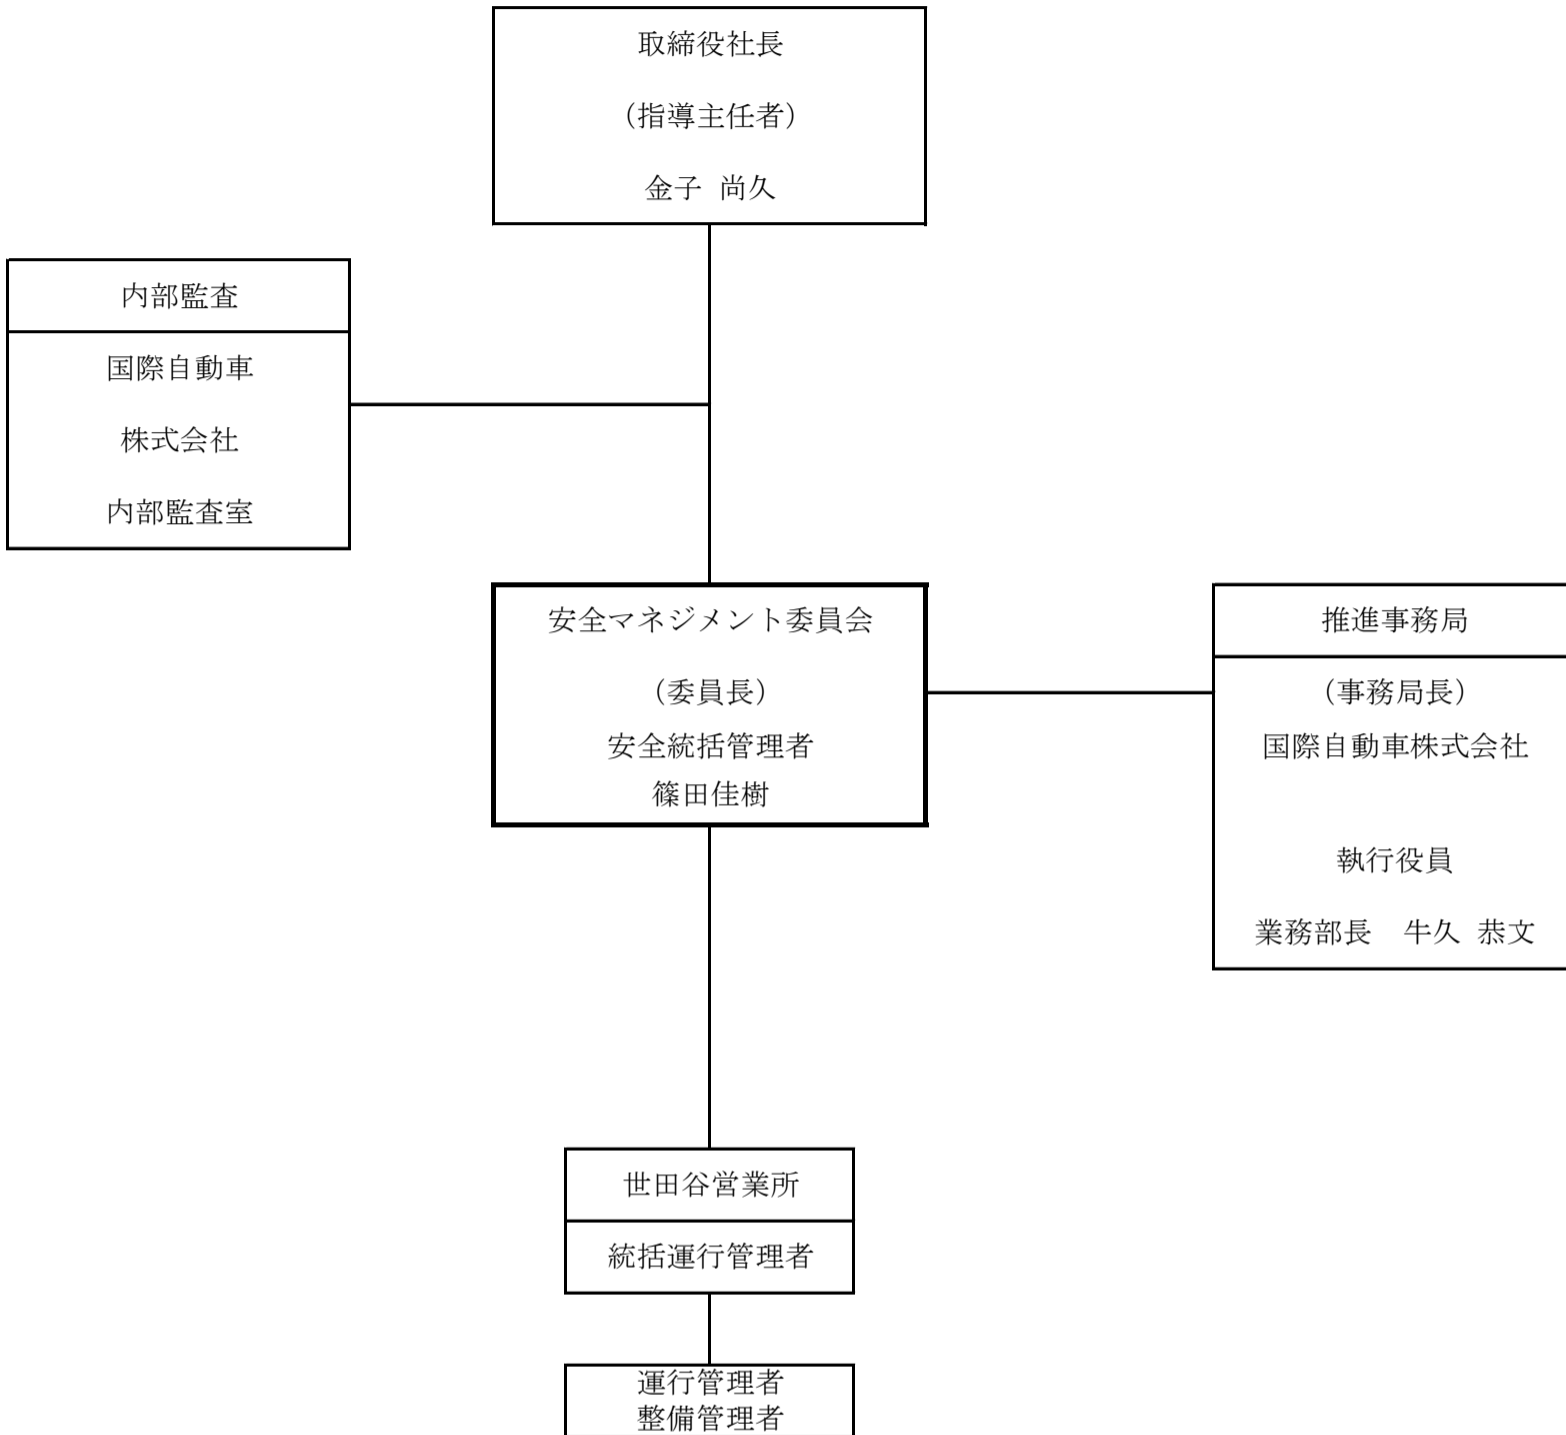 取締役社長
（指導主任者）
金子 尚久
内部監査
国際自動車
株式会社
内部監査室
安全マネジメント委員会
（委員長）
安全統括管理者
篠田佳樹
推進事務局
（事務局長）
国際自動車株式会社
執行役員
業務部長　牛久 恭文
世田谷営業所
統括運行管理者
運行管理者
整備管理者